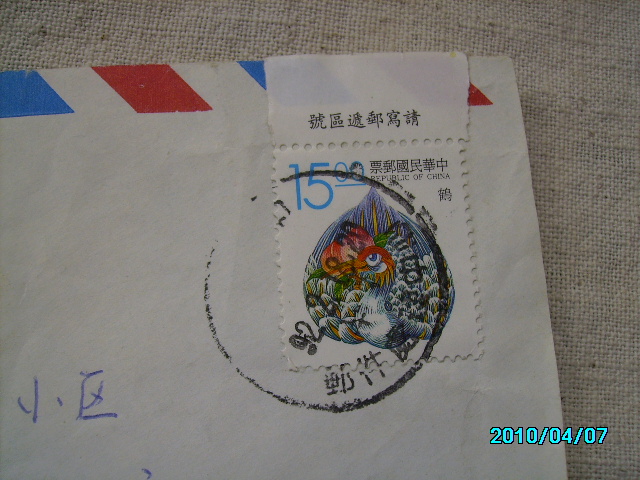 號區遞郵寫請
15.00
票郵國民華中
REPUBLIC OF CHINA
鶴
郵件
小区
2010/04/07